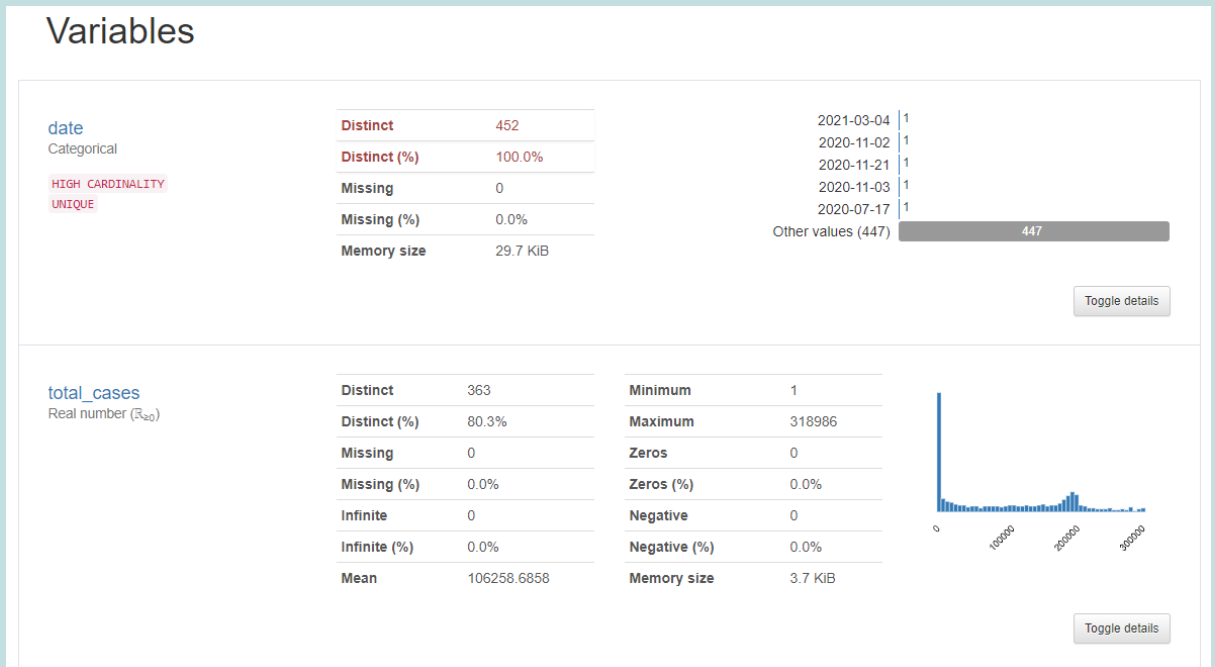 Variables
date
Categorical
HIGH CARDINALITY
UNIQUE
Distinct 452
Distinct (%) 100.0%
Missing 0
Missing (%) 0.0%
Memory size 29.7 KiB
2021-03-04 1
2020-11-02 1
2020-11-21 1
2020-11-03 1
2020-07-17 1
Other values (447) 447
Toggle details
total_cases
Real number (ℝ≥0)
Distinct 363
Distinct (%) 80.3%
Missing 0
Missing (%) 0.0%
Infinite 0
Infinite (%) 0.0%
Mean 106258.6858
Minimum 1
Maximum 318986
Zeros 0
Zeros (%) 0.0%
Negative 0
Negative (%) 0.0%
Memory size 3.7 KiB
0 100000 200000 300000
Toggle details